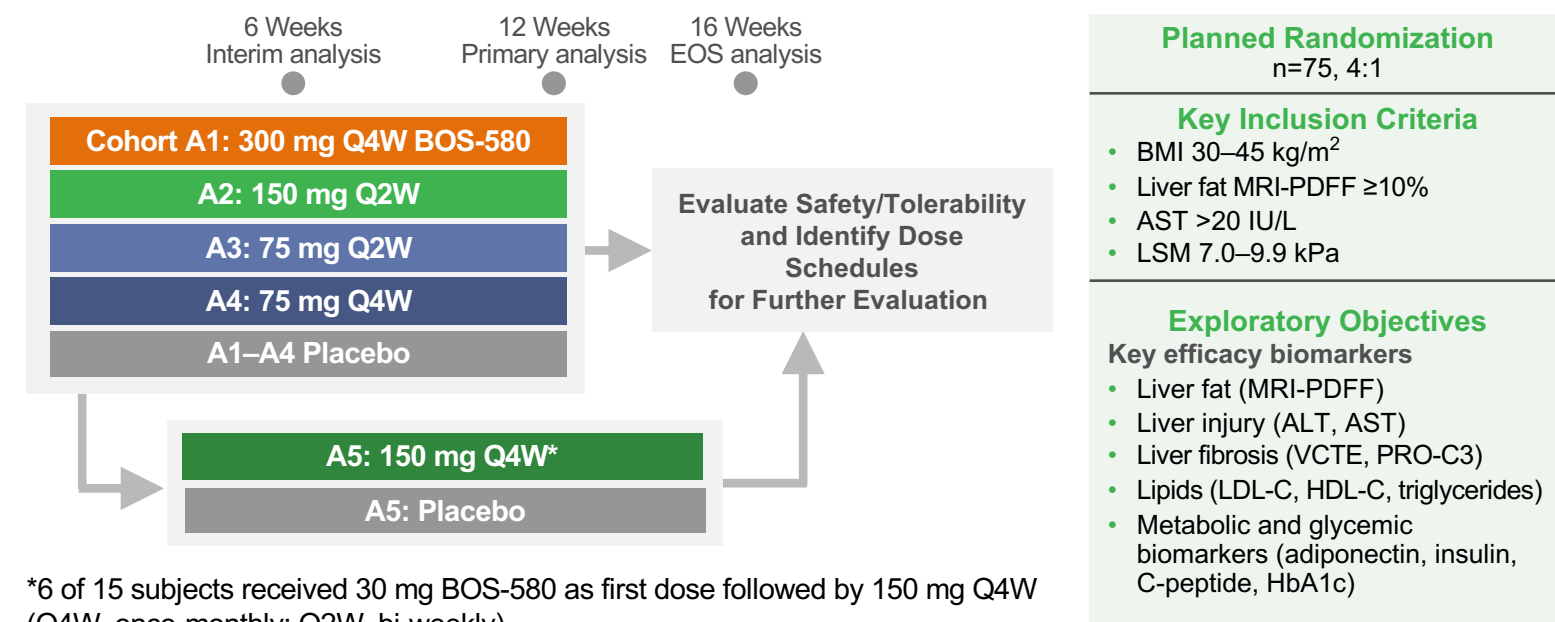 6 Weeks
Interim analysis
12 Weeks
Primary analysis
16 Weeks
EOS analysis
Cohort A1: 300 mg Q4W BOS-580
A2: 150 mg Q2W
A3: 75 mg Q2W
A4: 75 mg Q4W
A1–A4 Placebo
Evaluate Safety/Tolerability
and Identify Dose
Schedules
for Further Evaluation
A5: 150 mg Q4W*
A5: Placebo
*6 of 15 subjects received 30 mg BOS-580 as first dose followed by 150 mg Q4W
(Q4W, once monthly; Q2W, bi-weekly)
Planned Randomization
n=75, 4:1
Key Inclusion Criteria
• BMI 30–45 kg/m²
• Liver fat MRI-PDFF ≥10%
• AST >20 IU/L
• LSM 7.0–9.9 kPa
Exploratory Objectives
Key efficacy biomarkers
• Liver fat (MRI-PDFF)
• Liver injury (ALT, AST)
• Liver fibrosis (VCTE, PRO-C3)
• Lipids (LDL-C, HDL-C, triglycerides)
• Metabolic and glycemic
biomarkers (adiponectin, insulin,
C-peptide, HbA1c)